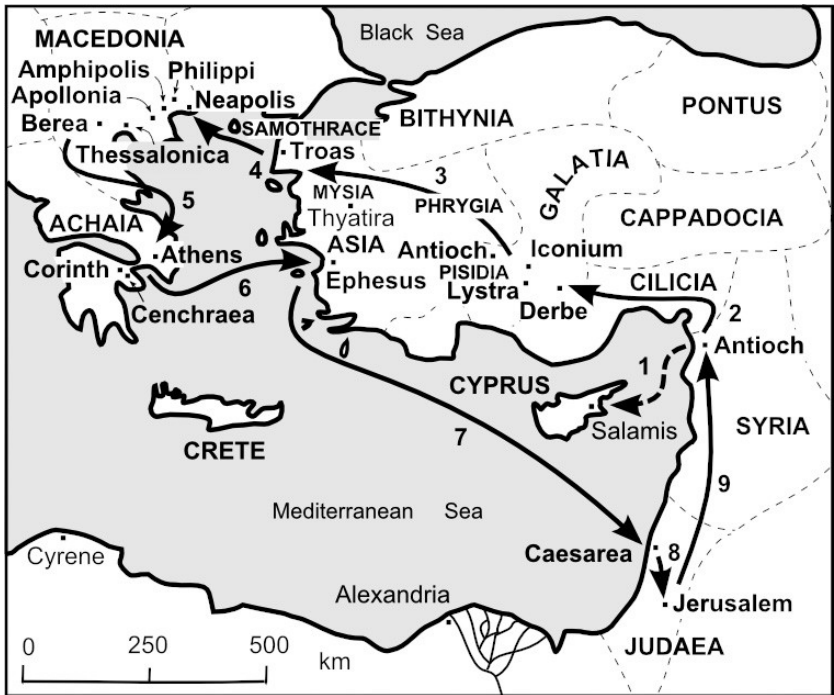 Black Sea
MACEDONIA
Amphipolis
Philippi
Apollonia
Neapolis
Berea
Thessalonica
SAMOTHRACE
BITHYNIA
PONTUS
4
Troas
3
GALATIA
MYSIA
PHRYGIA
Thyatira
5
ACHAIA
CAPPADOCIA
Athens
ASIA
Antioch
Iconium
Corinth
6
Ephesus
PISIDIA
Lystra
CILICIA
Cenchraea
Derbe
2
Antioch
1
CYPRUS
Salamis
SYRIA
CRETE
7
9
Mediterranean Sea
Cyrene
Caesarea
8
Alexandria
Jerusalem
JUDAEA
0 250 500
km